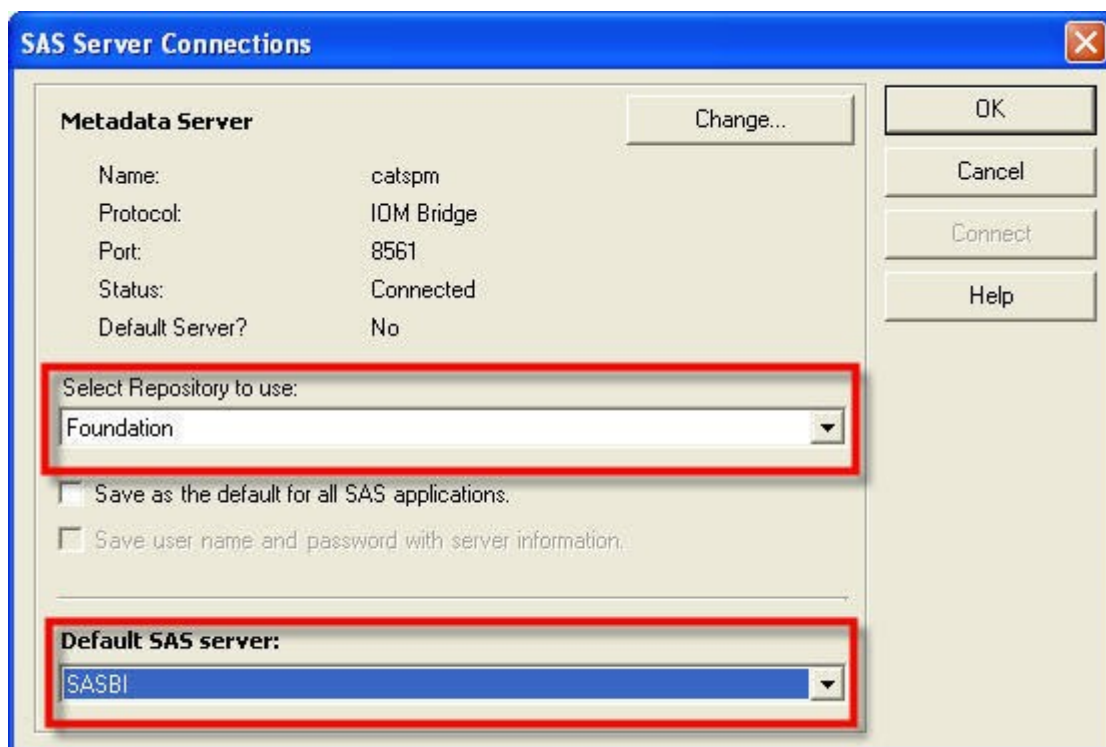 SAS Server Connections
Metadata Server
Change...
OK
Name: catspm
Cancel
Protocol: IOM Bridge
Port: 8561
Connect
Status: Connected
Help
Default Server? No
Select Repository to use:
Foundation
Save as the default for all SAS applications.
Save user name and password with server information.
Default SAS server:
SASBI